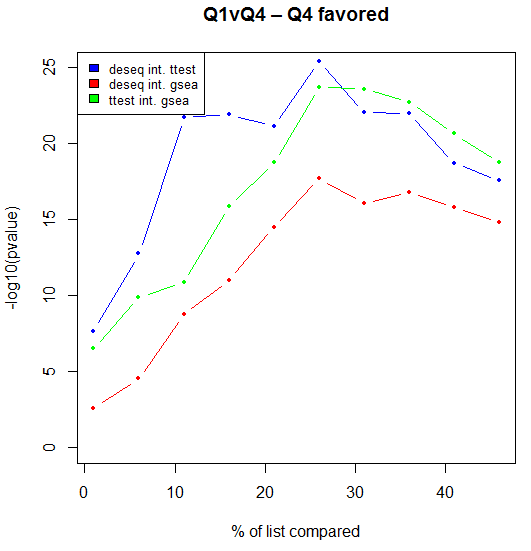 Q1vQ4 – Q4 favored
deseq int. ttest
deseq int. gsea
ttest int. gsea
25
20
15
10
5
0
-log10(pvalue)
0 10 20 30 40
% of list compared